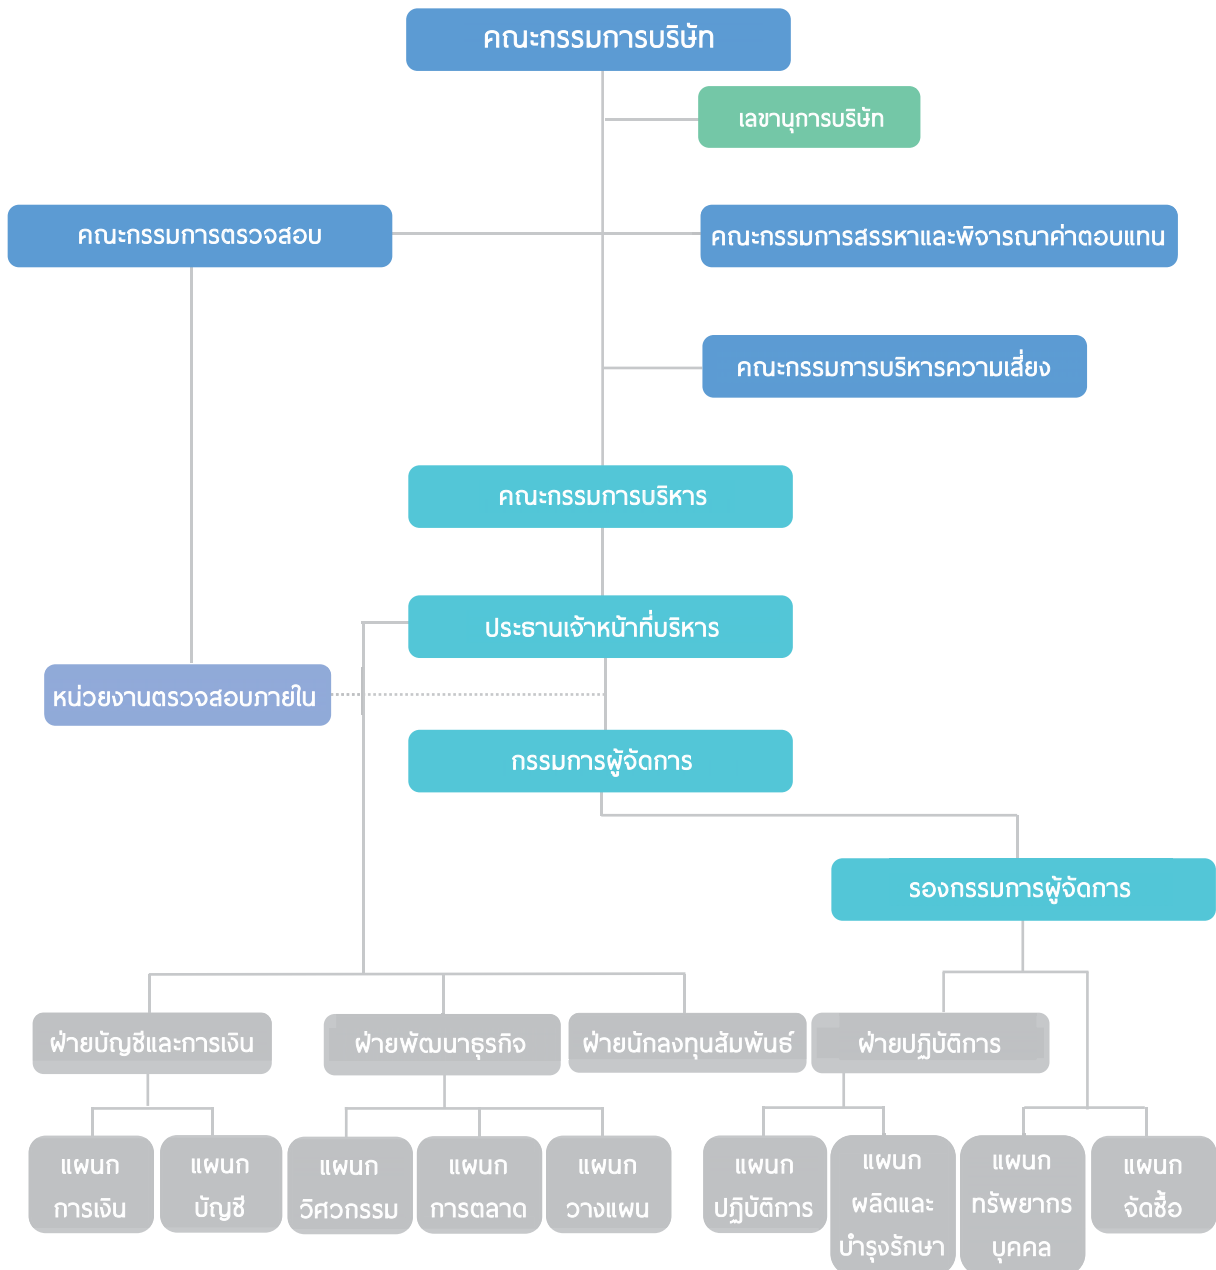 คณะกรรมการบริษัท
เลขานุการบริษัท
คณะกรรมการตรวจสอบ
คณะกรรมการสรรหาและพิจารณาค่าตอบแทน
คณะกรรมการบริหารความเสี่ยง
คณะกรรมการบริหาร
ประธานเจ้าหน้าที่บริหาร
หน่วยงานตรวจสอบภายใน
กรรมการผู้จัดการ
รองกรรมการผู้จัดการ
ฝ่ายบัญชีและการเงิน
ฝ่ายพัฒนาธุรกิจ
ฝ่ายนักลงทุนสัมพันธ์
ฝ่ายปฏิบัติการ
แผนก
การเงิน
แผนก
บัญชี
แผนก
วิศวกรรม
แผนก
การตลาด
แผนก
วางแผน
แผนก
ปฏิบัติการ
แผนก
ผลิตและ
บำรุงรักษา
แผนก
ทรัพยากร
บุคคล
แผนก
จัดซื้อ